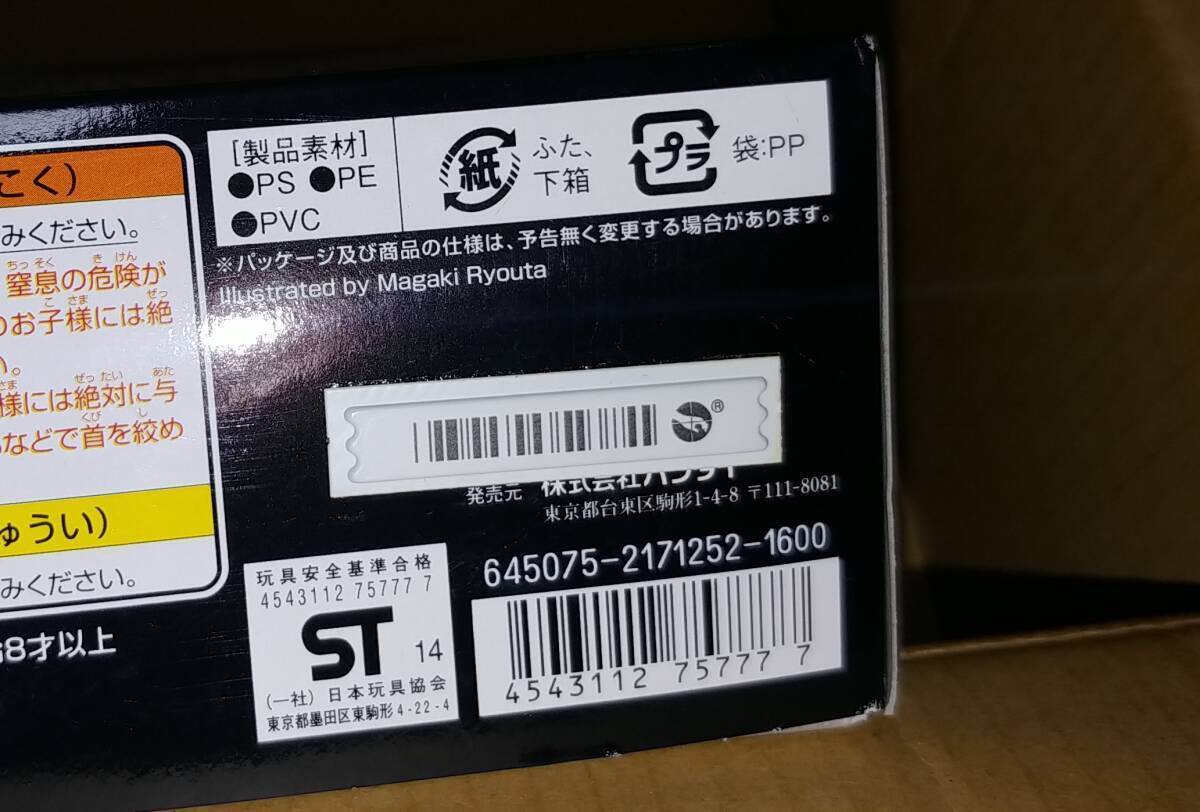 こく)
みください。
窒息の危険が
のお子様には絶
い。
様には絶対に与
などで首を絞め
ゅうい)
みください。
8才以上
[製品素材]
●PS ●PE
●PVC
紙
ふた、
下箱
プラ
袋:PP
※パッケージ及び商品の仕様は、予告無く変更する場合があります。
Illustrated by Magaki Ryouta
®
発売元 株式会社バンダイ
東京都台東区駒形1-4-8 〒111-8081
645075-2171252-1600
玩具安全基準合格
4543112 75777 7
ST 14
(一社) 日本玩具協会
東京都墨田区東駒形4-22-4
4543112 75777 7